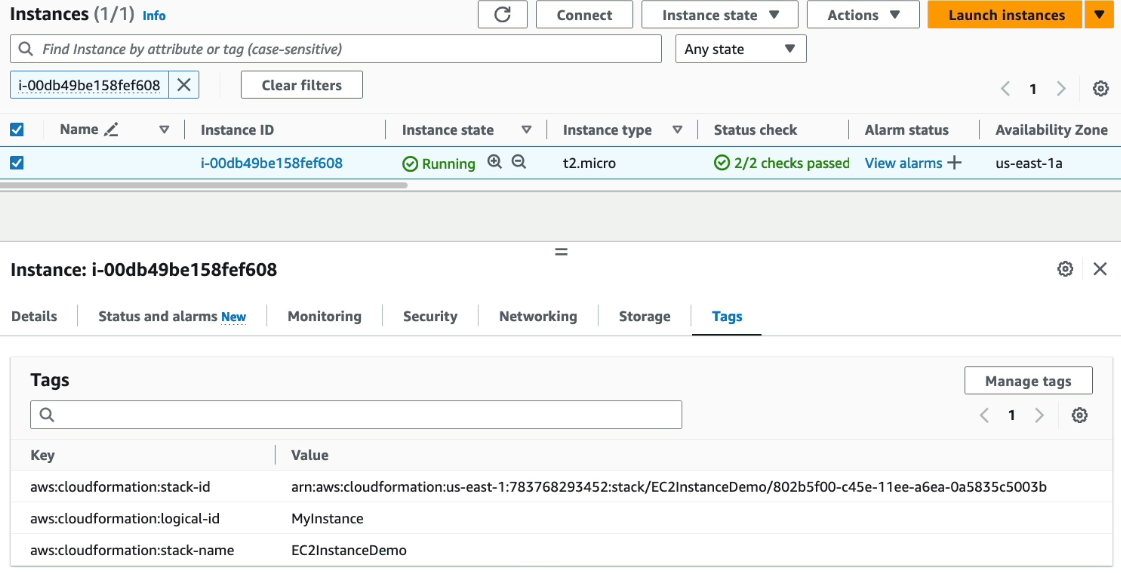 Instances (1/1) Info
Connect
Instance state
Actions
Launch instances
Find Instance by attribute or tag (case-sensitive)
Any state
i-00db49be158fef608
Clear filters
1
Name Instance ID Instance state Instance type Status check Alarm status Availability Zone
i-00db49be158fef608 Running t2.micro 2/2 checks passed View alarms us-east-1a
Instance: i-00db49be158fef608
Details Status and alarms New Monitoring Security Networking Storage Tags
Tags
Manage tags
1
Key Value
aws:cloudformation:stack-id arn:aws:cloudformation:us-east-1:783768293452:stack/EC2InstanceDemo/802b5f00-c45e-11ee-a6ea-0a5835c5003b
aws:cloudformation:logical-id MyInstance
aws:cloudformation:stack-name EC2InstanceDemo